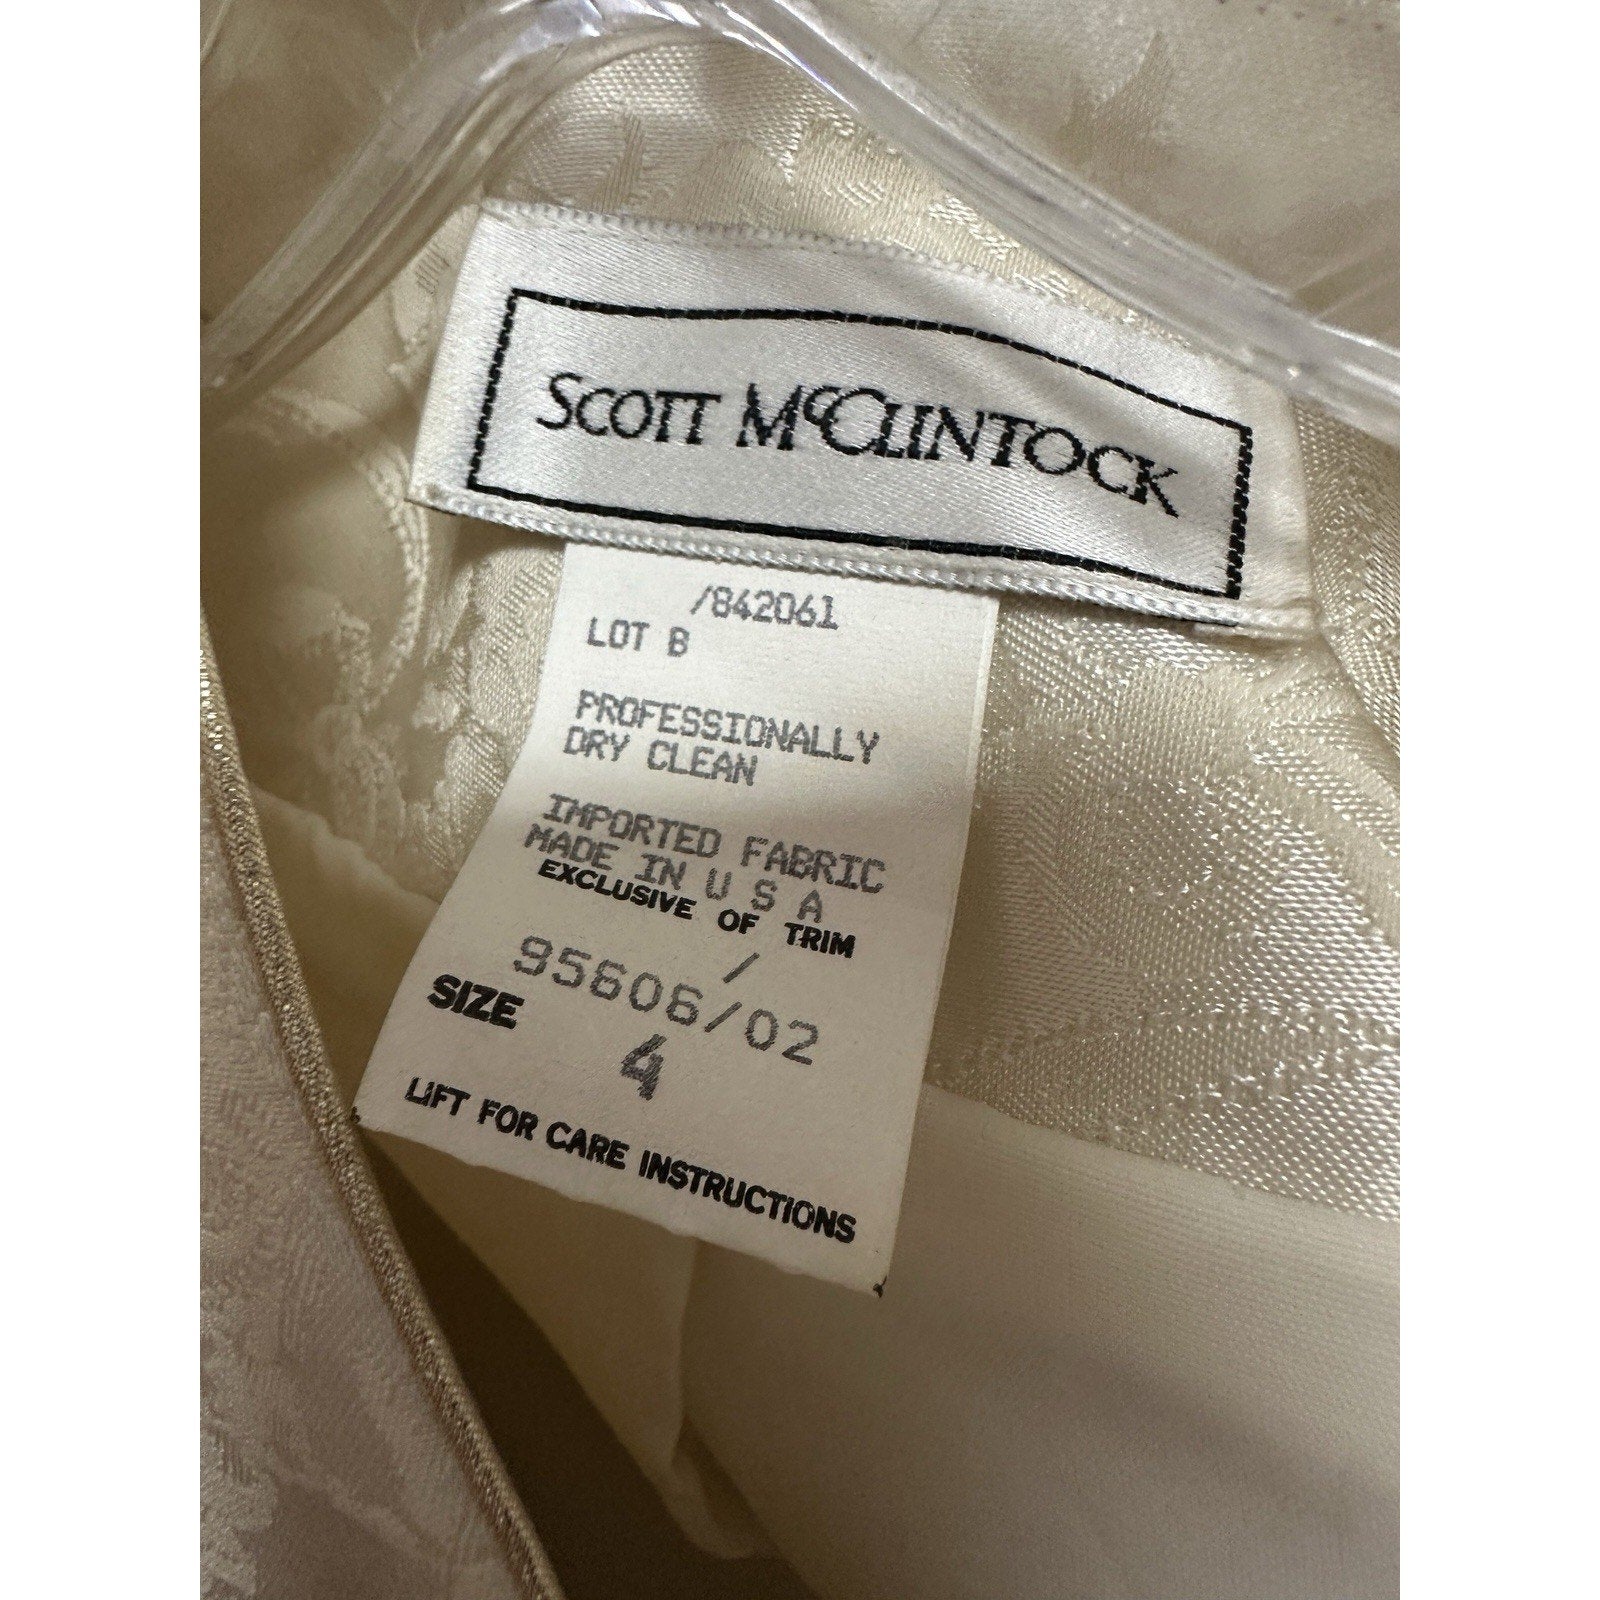 SCOTT McCLINTOCK
/842061
LOT B
PROFESSIONALLY
DRY CLEAN
IMPORTED FABRIC
MADE IN U S A
EXCLUSIVE OF TRIM
/
95606/02
SIZE
4
LIFT FOR CARE INSTRUCTIONS